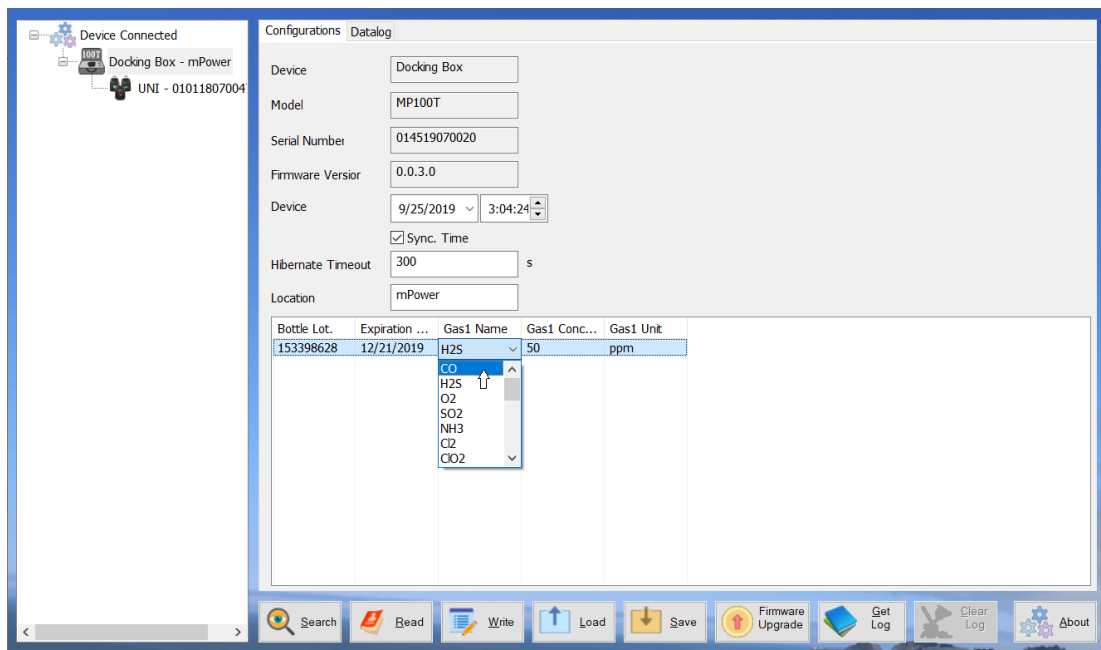 Device Connected
Docking Box - mPower
UNI - 01011807004
Configurations Datalog
Device Docking Box
Model MP100T
Serial Number 014519070020
Firmware Version 0.0.3.0
Device 9/25/2019 3:04:24
Sync. Time
Hibernate Timeout 300 s
Location mPower
Bottle Lot. Expiration ... Gas1 Name Gas1 Conc... Gas1 Unit
153398628 12/21/2019 H2S 50 ppm
CO
H2S
O2
SO2
NH3
Cl2
ClO2
Search Read Write Load Save Firmware Upgrade Get Log Clear Log About
100T